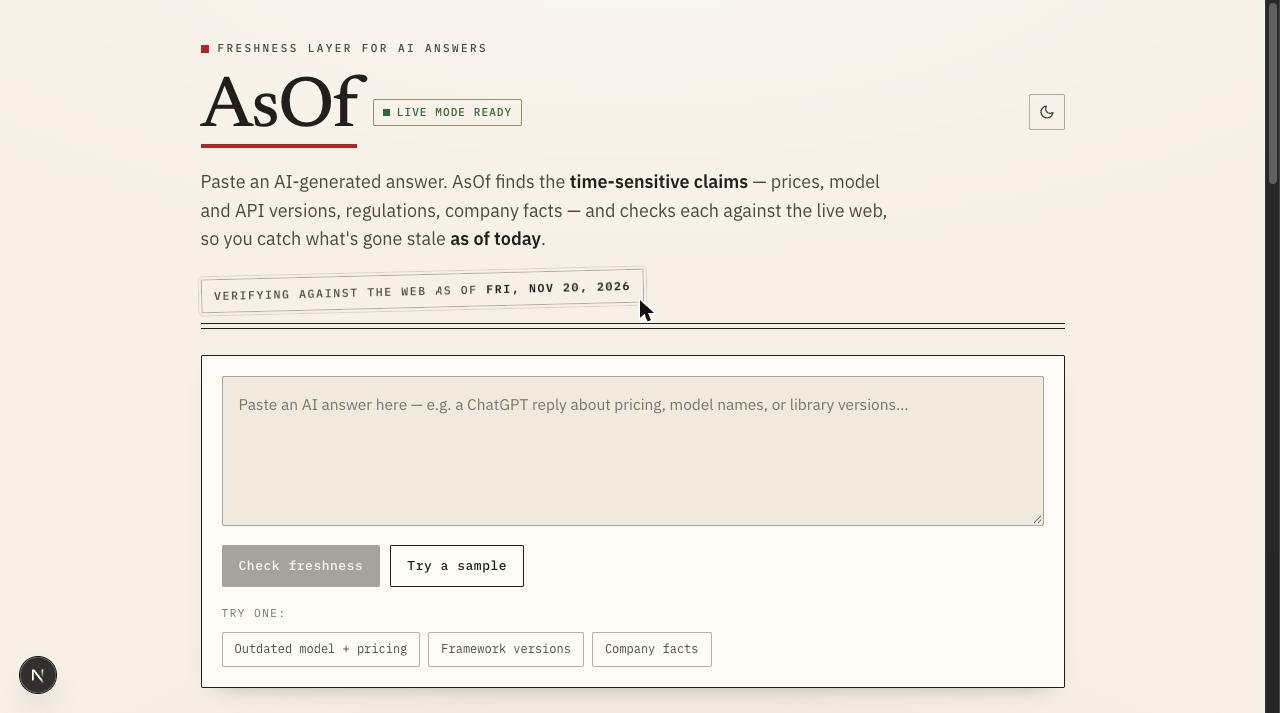 FRESHNESS LAYER FOR AI ANSWERS
AsOf
LIVE MODE READY
Paste an AI-generated answer. AsOf finds the time-sensitive claims — prices, model
and API versions, regulations, company facts — and checks each against the live web,
so you catch what's gone stale as of today.
VERIFYING AGAINST THE WEB AS OF FRI, NOV 20, 2026
Paste an AI answer here — e.g. a ChatGPT reply about pricing, model names, or library versions...
Check freshness
Try a sample
TRY ONE:
Outdated model + pricing
Framework versions
Company facts
N